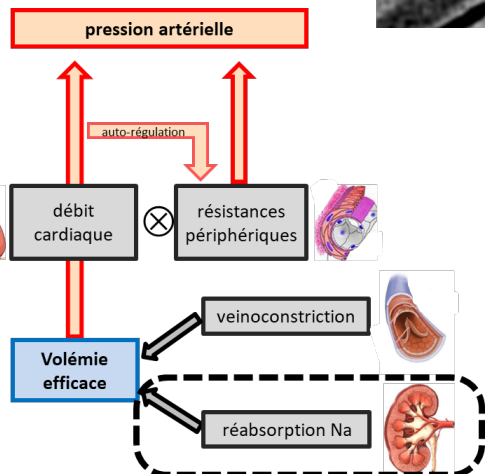 pression artérielle
auto-régulation
débit
cardiaque
résistances
périphériques
veinoconstriction
Volémie
efficace
réabsorption Na